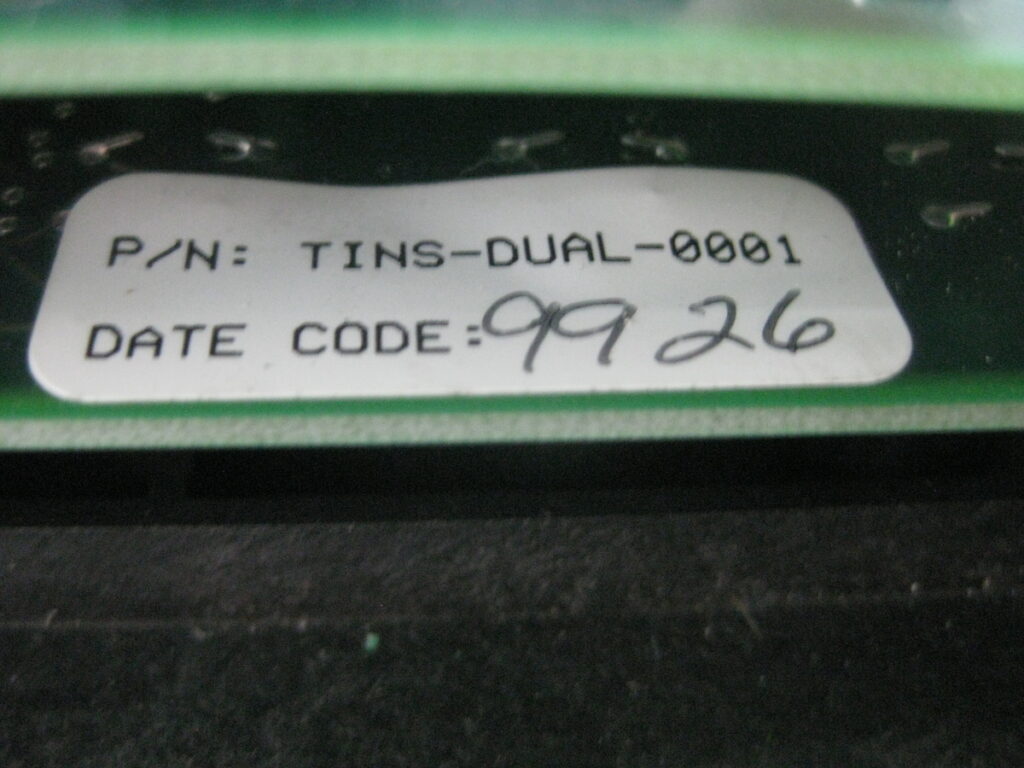 P/N: TINS-DUAL-0001
DATE CODE: 9926